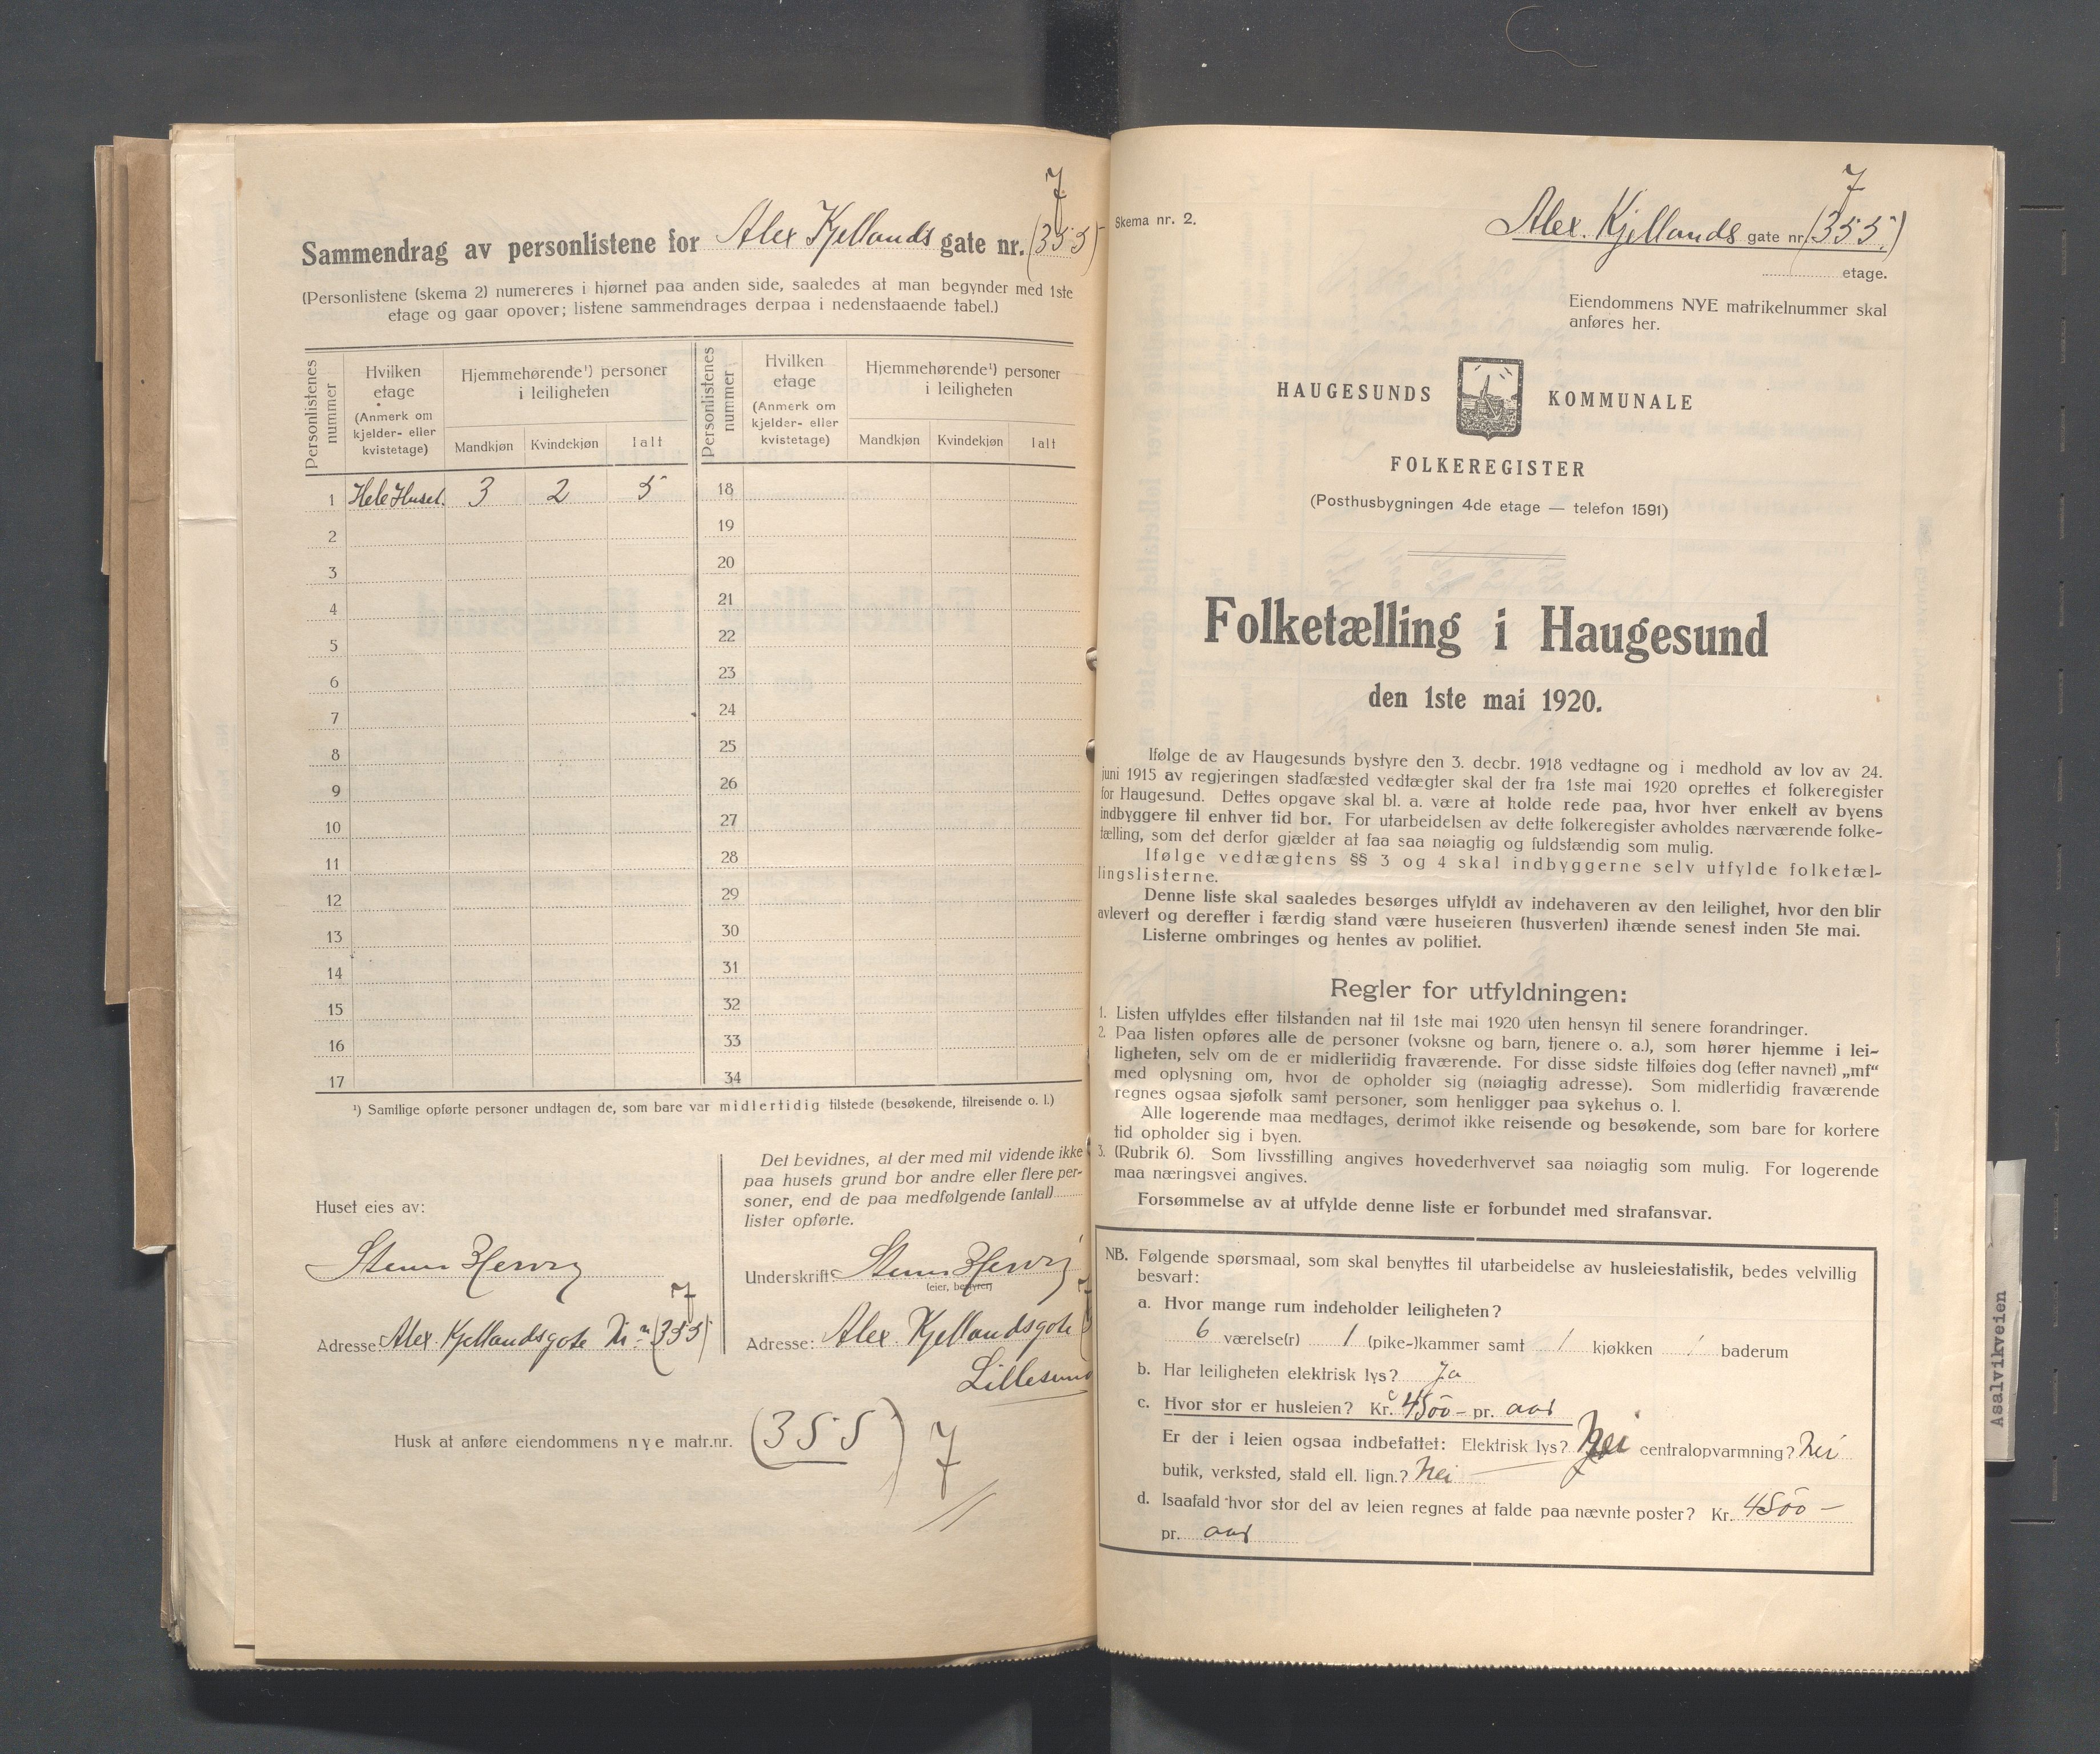 7
Sammendrag av personlistene for Alex Kjellands gate nr. (355)
(Personlistene (skema 2) numereres i hjørnet paa anden side, saaledes at man begynder med 1ste
etage og gaar opover; listene sammendrages derpaa i nedenstaaende tabel.)
Personlistenes nummer
Hvilken etage (Anmerk om kjelder- eller kvistetage)
Hjemmehørende¹) personer i leiligheten
Mandkjøn Kvindekjøn Ialt
Personlistenes nummer
Hvilken etage (Anmerk om kjelder- eller kvistetage)
Hjemmehørende¹) personer i leiligheten
Mandkjøn Kvindekjøn Ialt
1 Hele Huset. 3 2 5 18
2 19
3 20
4 21
5 22
6 23
7 24
8 25
9 26
10 27
11 28
12 29
13 30
14 31
15 32
16 33
17 34
¹) Samtlige opførte personer undtagen de, som bare var midlertidig tilstede (besøkende, tilreisende o. l.)
Huset eies av:
Adresse: Alex. Kjellandsgate Nr (355)
7
Det bevidnes, at der med mit vidende ikke
paa husets grund bor andre eller flere per-
soner, end de paa medfølgende (antal)
lister opførte.
Underskrift:
(eier, bestyrer)
Adresse: Alex. Kjellandsgate
Lillesund
Husk at anføre eiendommens nye matr.nr. (355) 7
Skema nr. 2.
7
Alex. Kjellands gate nr (355.)
etage.
Eiendommens NYE matrikelnummer skal
anføres her.
HAUGESUNDS KOMMUNALE
FOLKEREGISTER
(Posthusbygningen 4de etage — telefon 1591)
Folketælling i Haugesund
den 1ste mai 1920.
Ifølge de av Haugesunds bystyre den 3. decbr. 1918 vedtagne og i medhold av lov av 24.
juni 1915 av regjeringen stadfæsted vedtægter skal der fra 1ste mai 1920 oprettes et folkeregister
for Haugesund. Dettes opgave skal bl. a. være at holde rede paa, hvor hver enkelt av byens
indbyggere til enhver tid bor. For utarbeidelsen av dette folkeregister avholdes nærværende folke-
tælling, som det derfor gjælder at faa saa nøiagtig og fuldstændig som mulig.
Ifølge vedtægtens §§ 3 og 4 skal indbyggerne selv utfylde folketæl-
lingslisterne.
Denne liste skal saaledes besørges utfyldt av indehaveren av den leilighet, hvor den blir
avlevert og derefter i færdig stand være huseieren (husverten) ihænde senest inden 5te mai.
Listerne ombringes og hentes av politiet.
Regler for utfyldningen:
1. Listen utfyldes efter tilstanden nat til 1ste mai 1920 uten hensyn til senere forandringer.
2. Paa listen opføres alle de personer (voksne og barn, tjenere o. a.), som hører hjemme i lei-
ligheten, selv om de er midlertidig fraværende. For disse sidste tilføies dog (efter navnet) „mf“
med oplysning om, hvor de opholder sig (nøiagtig adresse). Som midlertidig fraværende
regnes ogsaa sjøfolk samt personer, som henligger paa sykehus o. l.
Alle logerende maa medtages, derimot ikke reisende og besøkende, som bare for kortere
tid opholder sig i byen.
3. (Rubrik 6). Som livsstilling angives hovederhvervet saa nøiagtig som mulig. For logerende
maa næringsvei angives.
Forsømmelse av at utfylde denne liste er forbundet med strafansvar.
NB. Følgende spørsmaal, som skal benyttes til utarbeidelse av husleiestatistik, bedes velvillig
besvart:
a. Hvor mange rum indeholder leiligheten?
6 værelse(r) 1 (pike-)kammer samt 1 kjøkken 1 baderum
b. Har leiligheten elektrisk lys? Ja
c. Hvor stor er husleien? Kr. 4500 – pr. aar
Er der i leien ogsaa indbefattet: Elektrisk lys? Nei centralopvarmning? Nei
butik, verksted, stald ell. lign.? Nei
d. Isaafald hvor stor del av leien regnes at falde paa nævnte poster? Kr. 4500 –
pr. aar
Asalvikveien